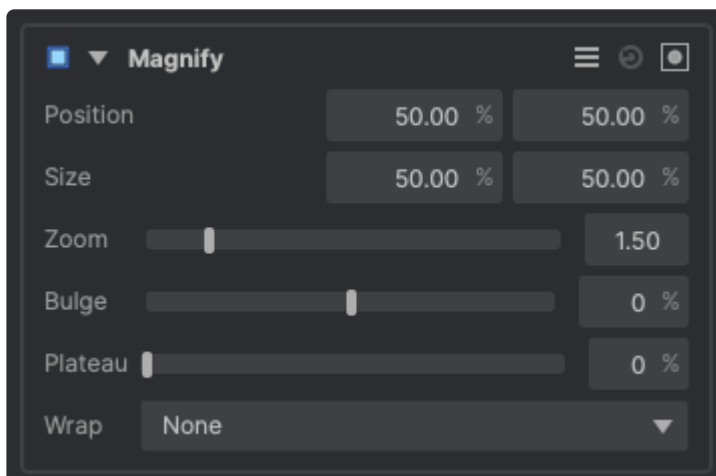 Magnify
Position 50.00 % 50.00 %
Size 50.00 % 50.00 %
Zoom 1.50
Bulge 0 %
Plateau 0 %
Wrap None